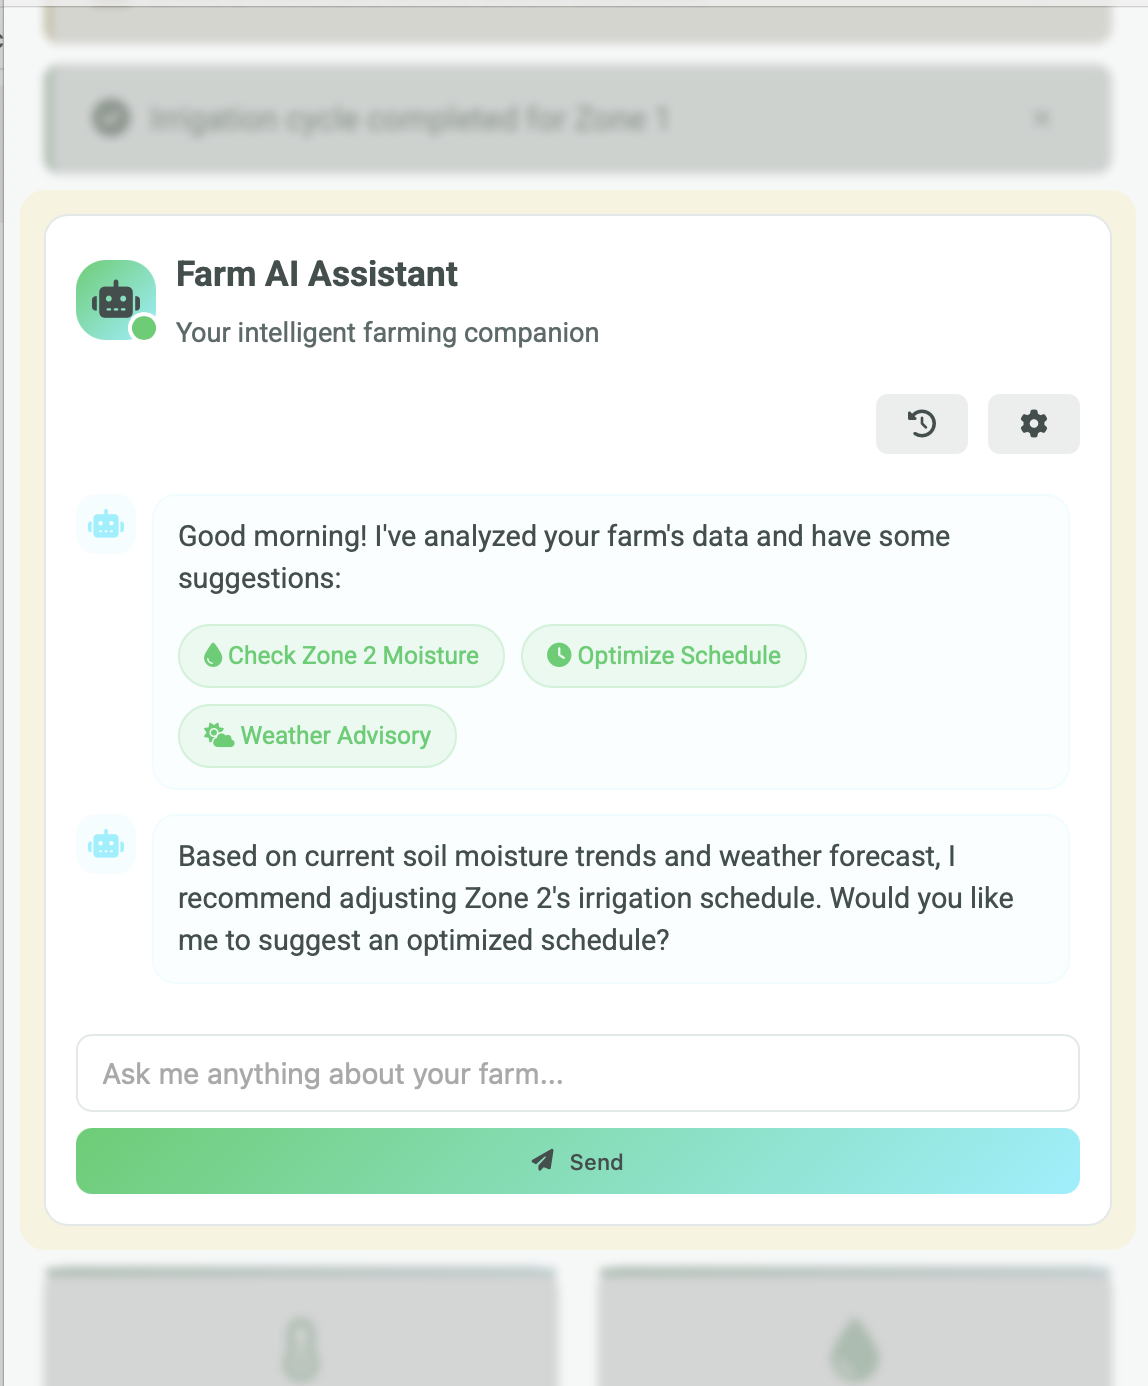 Irrigation cycle completed for Zone 1
Farm AI Assistant
Your intelligent farming companion
Good morning! I've analyzed your farm's data and have some
suggestions:
Check Zone 2 Moisture
Optimize Schedule
Weather Advisory
Based on current soil moisture trends and weather forecast, I
recommend adjusting Zone 2's irrigation schedule. Would you like
me to suggest an optimized schedule?
Ask me anything about your farm...
Send